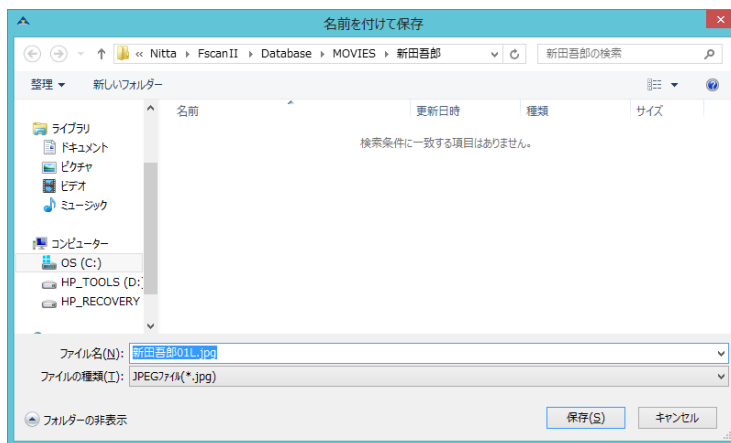 名前を付けて保存
« Nitta ▸ FscanII ▸ Database ▸ MOVIES ▸ 新田吾郎
新田吾郎の検索
整理 ▼ 新しいフォルダー
名前 更新日時 種類 サイズ
検索条件に一致する項目はありません。
ライブラリ
ドキュメント
ピクチャ
ビデオ
ミュージック
コンピューター
OS (C:)
HP_TOOLS (D:)
HP_RECOVERY
ファイル名(N): 新田吾郎01L.jpg
ファイルの種類(T): JPEGファイル(*.jpg)
フォルダーの非表示 保存(S) キャンセル